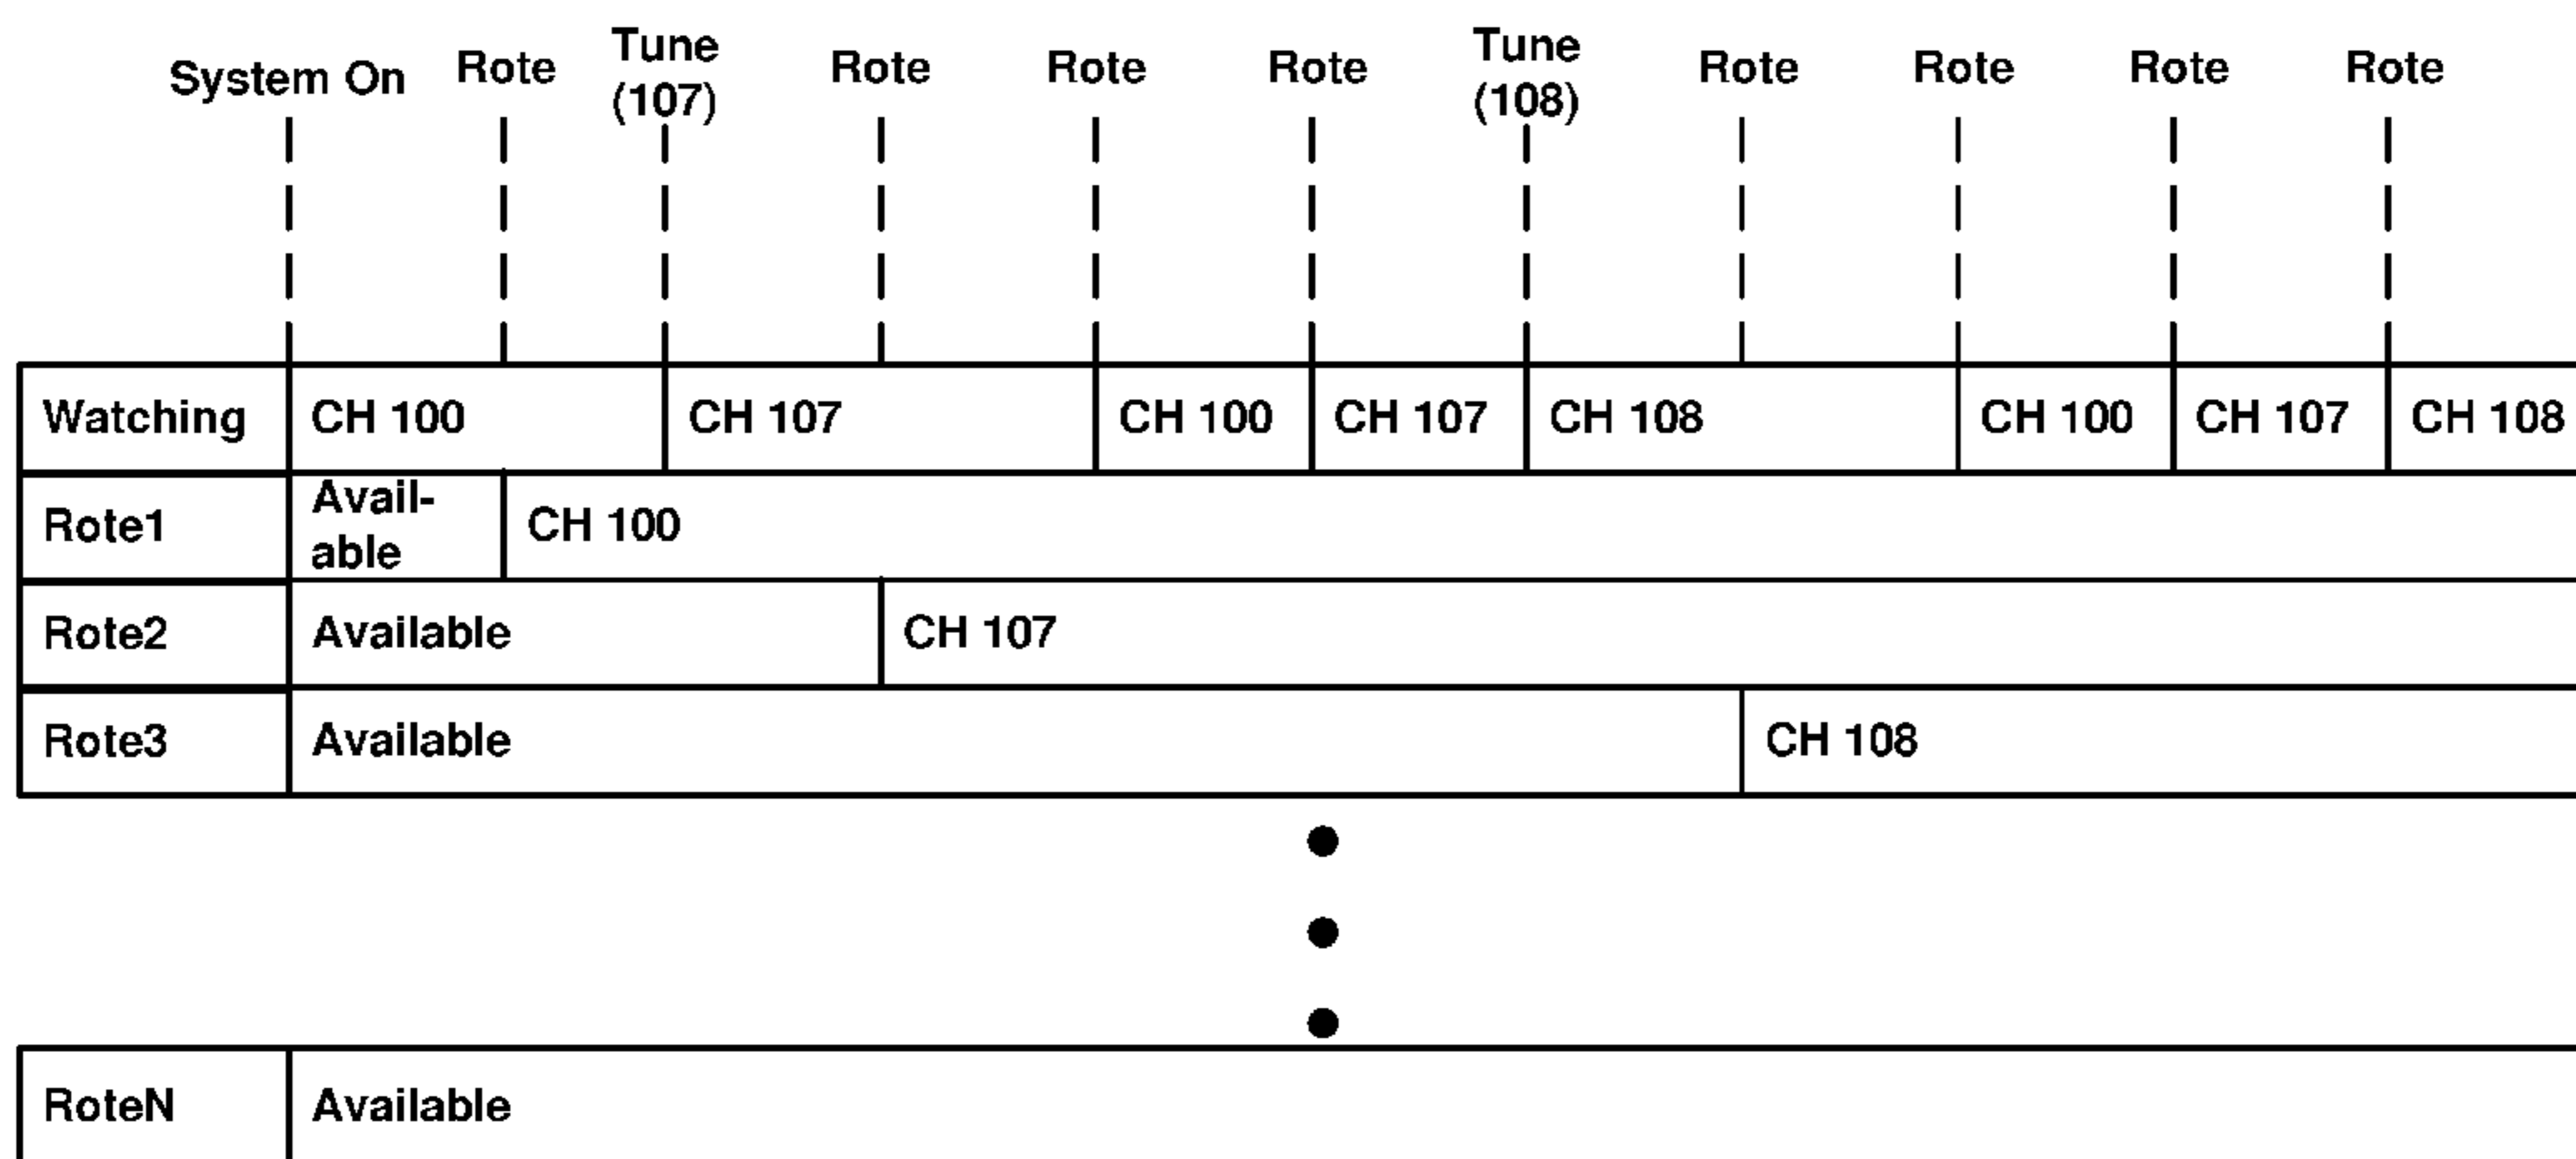 System On Rote Tune (107) Rote Rote Rote Tune (108) Rote Rote Rote Rote
Watching CH 100 CH 107 CH 100 CH 107 CH 108 CH 100 CH 107 CH 108
Rote1 Avail-
able CH 100
Rote2 Available CH 107
Rote3 Available CH 108
RoteN Available